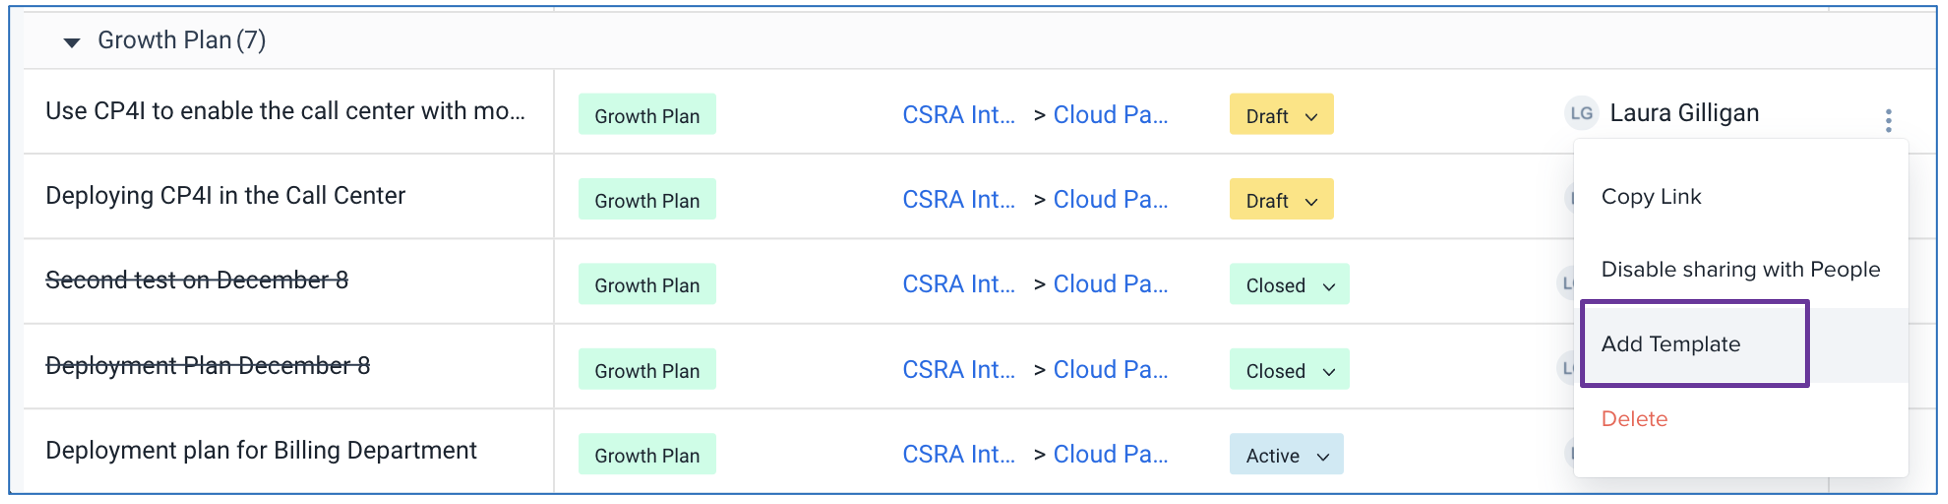 Growth Plan (7)
Use CP4I to enable the call center with mo... Growth Plan CSRA Int... > Cloud Pa... Draft LG Laura Gilligan
Deploying CP4I in the Call Center Growth Plan CSRA Int... > Cloud Pa... Draft
Copy Link
Second test on December 8 Growth Plan CSRA Int... > Cloud Pa... Closed
Disable sharing with People
Deployment Plan December 8 Growth Plan CSRA Int... > Cloud Pa... Closed
Add Template
Deployment plan for Billing Department Growth Plan CSRA Int... > Cloud Pa... Active
Delete